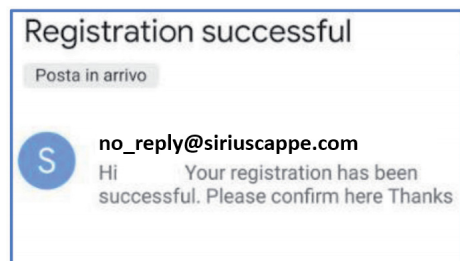 Registration successful
Posta in arrivo
S
no_reply@siriuscappe.com
Hi Your registration has been
successful. Please confirm here Thanks